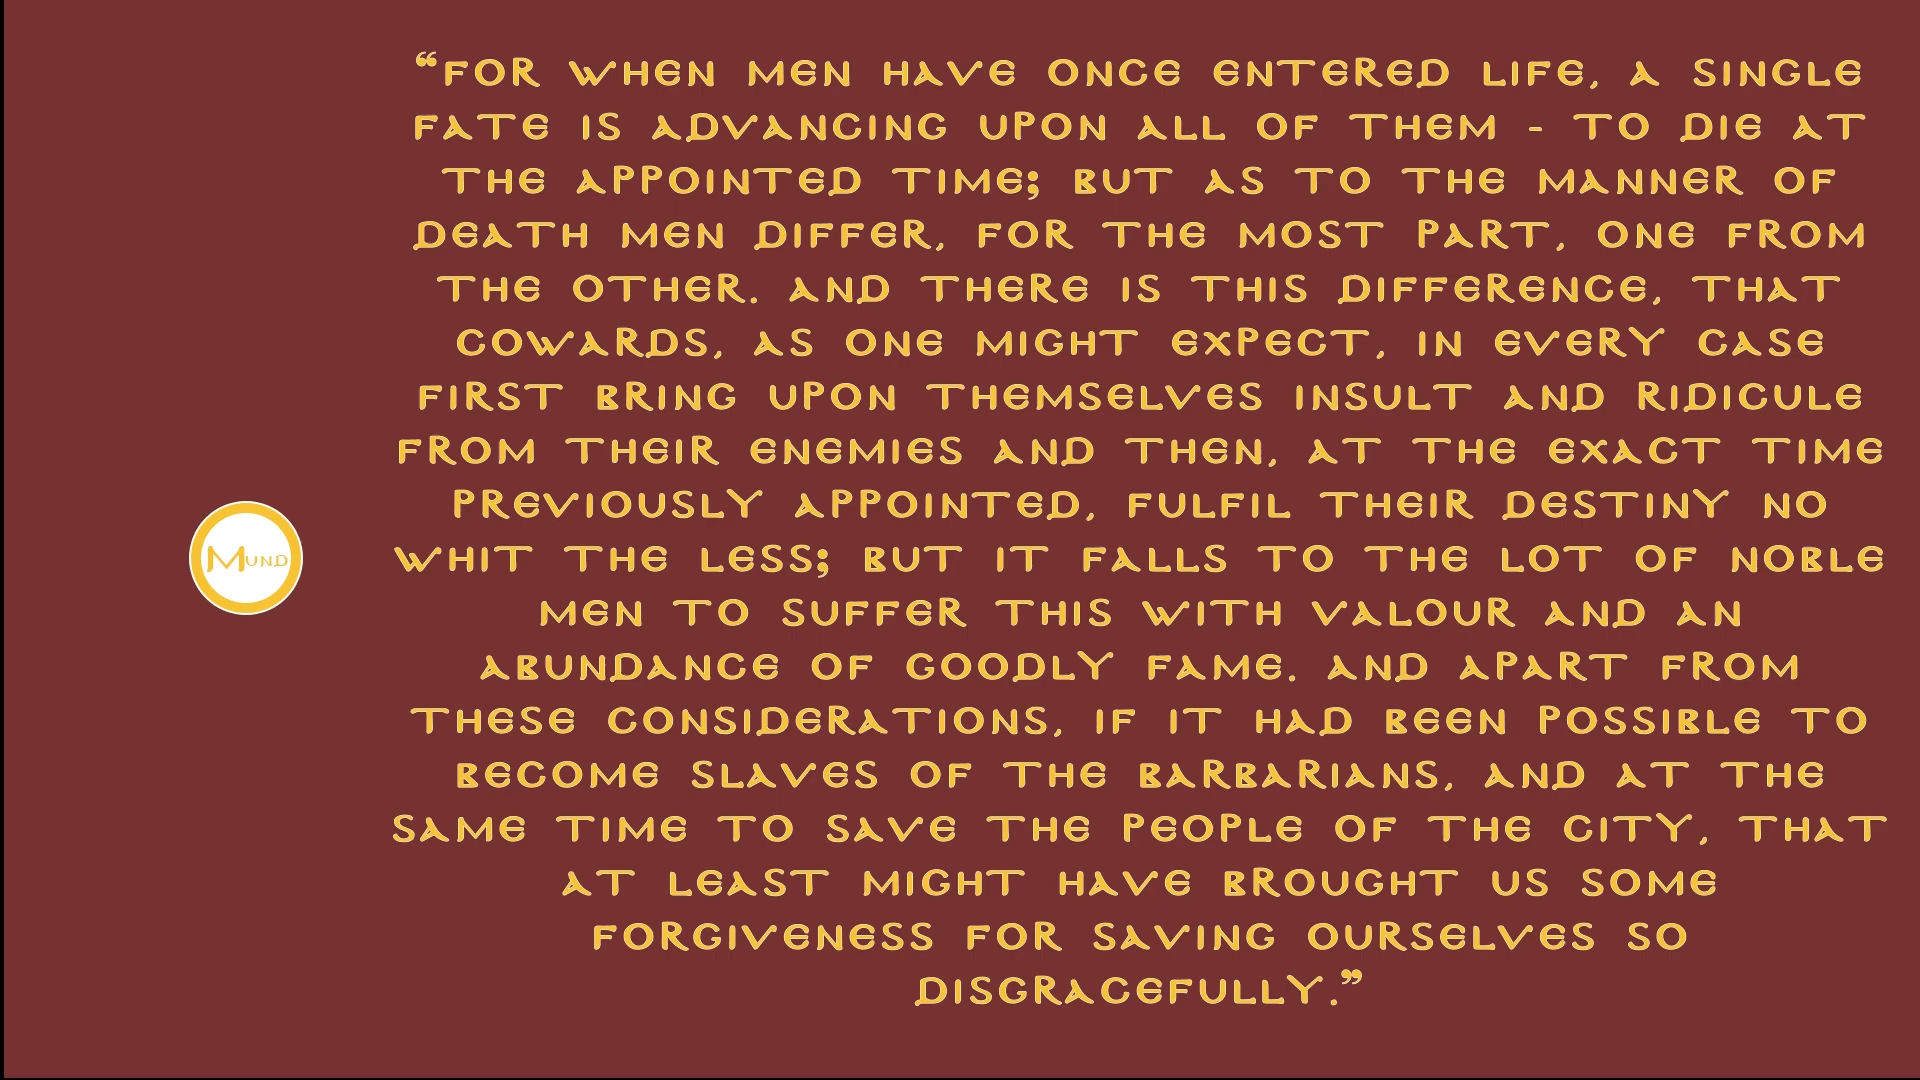 “FOR WHEN MEN HAVE ONCE ENTERED LIFE, A SINGLE
FATE IS ADVANCING UPON ALL OF THEM - TO DIE AT
THE APPOINTED TIME; BUT AS TO THE MANNER OF
DEATH MEN DIFFER, FOR THE MOST PART, ONE FROM
THE OTHER. AND THERE IS THIS DIFFERENCE, THAT
COWARDS, AS ONE MIGHT EXPECT, IN EVERY CASE
FIRST BRING UPON THEMSELVES INSULT AND RIDICULE
FROM THEIR ENEMIES AND THEN, AT THE EXACT TIME
PREVIOUSLY APPOINTED, FULFIL THEIR DESTINY NO
WHIT THE LESS; BUT IT FALLS TO THE LOT OF NOBLE
MEN TO SUFFER THIS WITH VALOUR AND AN
ABUNDANCE OF GOODLY FAME. AND APART FROM
THESE CONSIDERATIONS, IF IT HAD BEEN POSSIBLE TO
BECOME SLAVES OF THE BARBARIANS, AND AT THE
SAME TIME TO SAVE THE PEOPLE OF THE CITY, THAT
AT LEAST MIGHT HAVE BROUGHT US SOME
FORGIVENESS FOR SAVING OURSELVES SO
DISGRACEFULLY.”
MUND